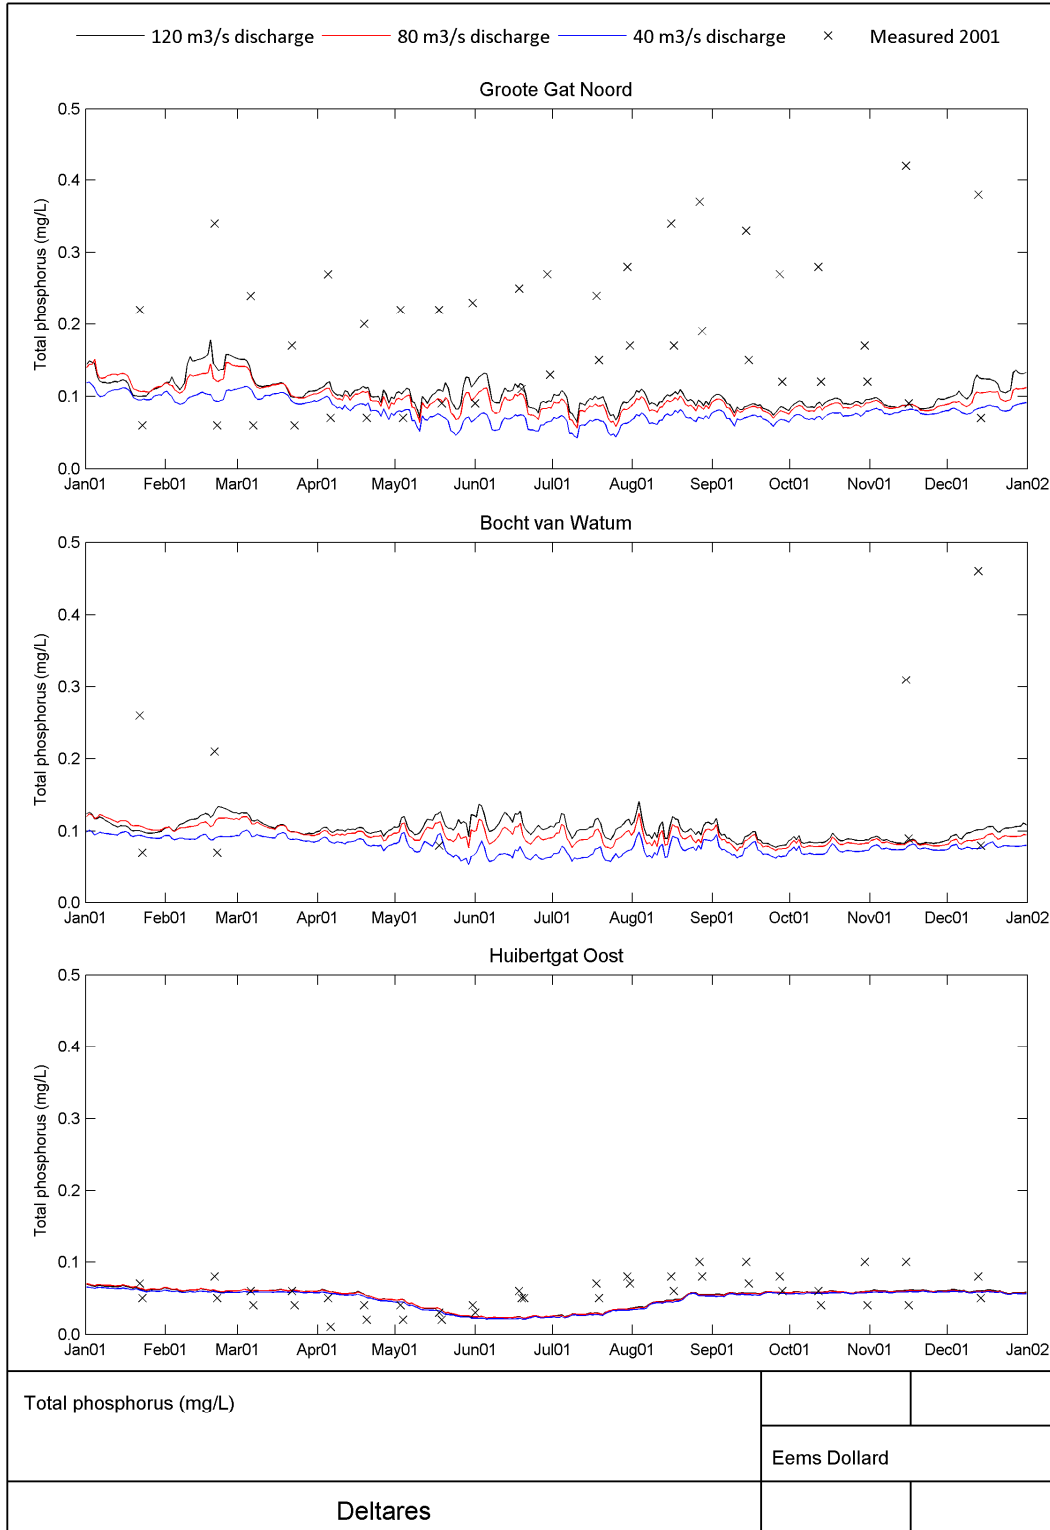 120 m3/s discharge 80 m3/s discharge 40 m3/s discharge Measured 2001
Groote Gat Noord
Total phosphorus (mg/L)
0.5
0.4
0.3
0.2
0.1
0.0
Jan01 Feb01 Mar01 Apr01 May01 Jun01 Jul01 Aug01 Sep01 Oct01 Nov01 Dec01 Jan02
Bocht van Watum
Total phosphorus (mg/L)
0.5
0.4
0.3
0.2
0.1
0.0
Jan01 Feb01 Mar01 Apr01 May01 Jun01 Jul01 Aug01 Sep01 Oct01 Nov01 Dec01 Jan02
Huibertgat Oost
Total phosphorus (mg/L)
0.5
0.4
0.3
0.2
0.1
0.0
Jan01 Feb01 Mar01 Apr01 May01 Jun01 Jul01 Aug01 Sep01 Oct01 Nov01 Dec01 Jan02
Total phosphorus (mg/L)
Eems Dollard
Deltares